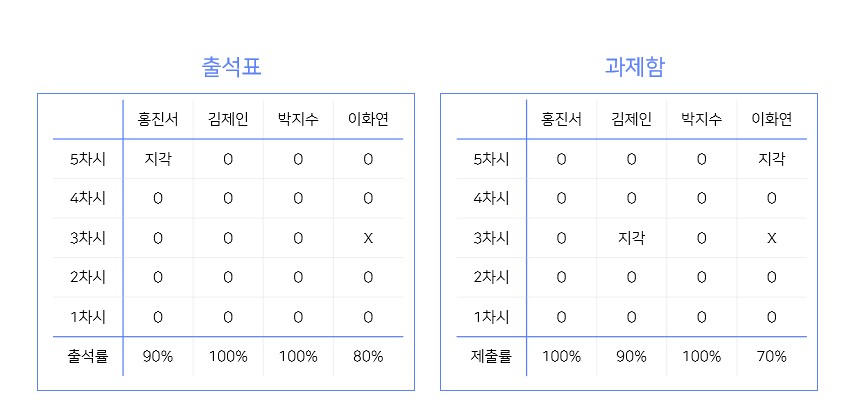 출석표
홍진서 김제인 박지수 이화연
5차시 지각 O O O
4차시 O O O O
3차시 O O O X
2차시 O O O O
1차시 O O O O
출석률 90% 100% 100% 80%
과제함
홍진서 김제인 박지수 이화연
5차시 O O O 지각
4차시 O O O O
3차시 O 지각 O X
2차시 O O O O
1차시 O O O O
제출률 100% 90% 100% 70%